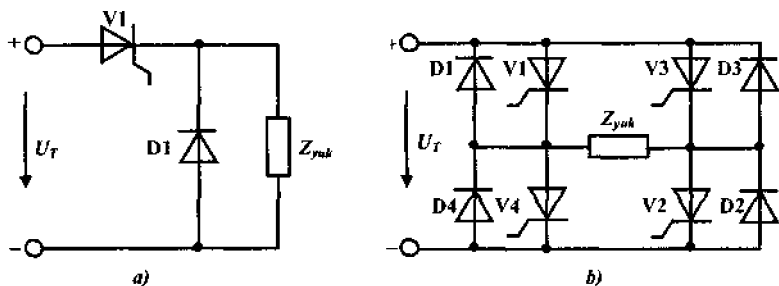 V1
+
U_T
D1
Z_yuk
−
a)
+
D1
V1
V3
D3
Z_yuk
U_T
D4
V4
V2
D2
−
b)